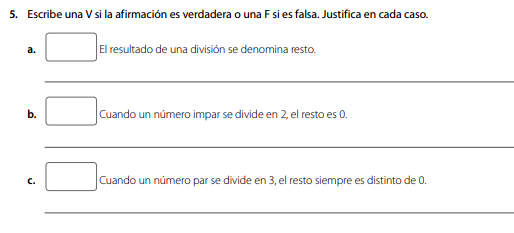 5. Escribe una V si la afirmación es verdadera o una F si es falsa. Justifica en cada caso.
a. El resultado de una división se denomina resto.
b. Cuando un número impar se divide en 2, el resto es 0.
c. Cuando un número par se divide en 3, el resto siempre es distinto de 0.